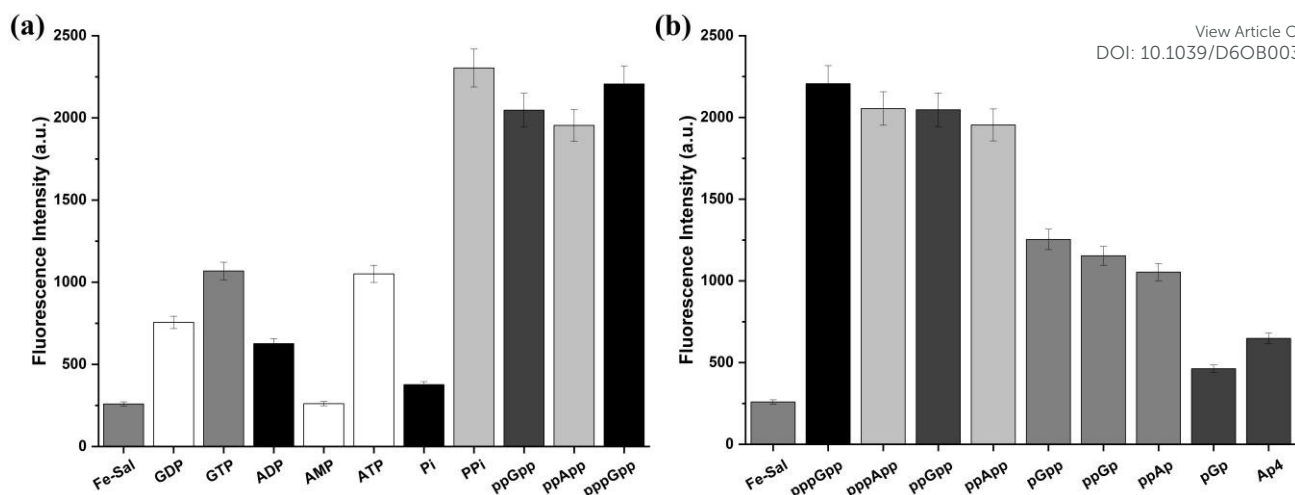 (a)
Fluorescence Intensity (a.u.)
2500
2000
1500
1000
500
0
Fe-Sal GDP GTP ADP AMP ATP Pi PPi ppGpp ppApp pppGpp
(b)
View Article O
DOI: 10.1039/D6OB003
Fluorescence Intensity (a.u.)
2500
2000
1500
1000
500
0
Fe-Sal pppGpp pppApp ppGpp ppApp pGpp ppGp ppAp pGp Ap4